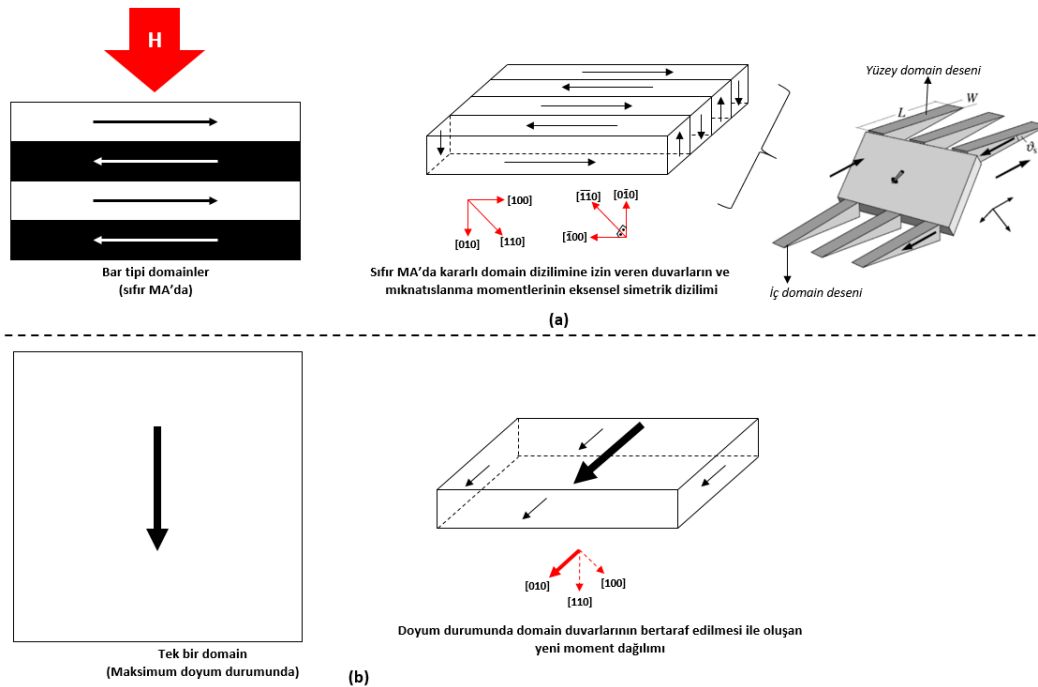 H
Yüzey domain deseni
L
W
ϑs
[100]
[010]
[110]
[1̅1̅0]
[01̅0]
[1̅00]
İç domain deseni
Bar tipi domainler
(sıfır MA’da)
Sıfır MA’da kararlı domain dizilimine izin veren duvarların ve
mıknatıslanma momentlerinin eksensel simetrik dizilimi
(a)
[010]
[100]
[110]
Tek bir domain
(Maksimum doyum durumunda)
Doyum durumunda domain duvarlarının bertaraf edilmesi ile oluşan
yeni moment dağılımı
(b)